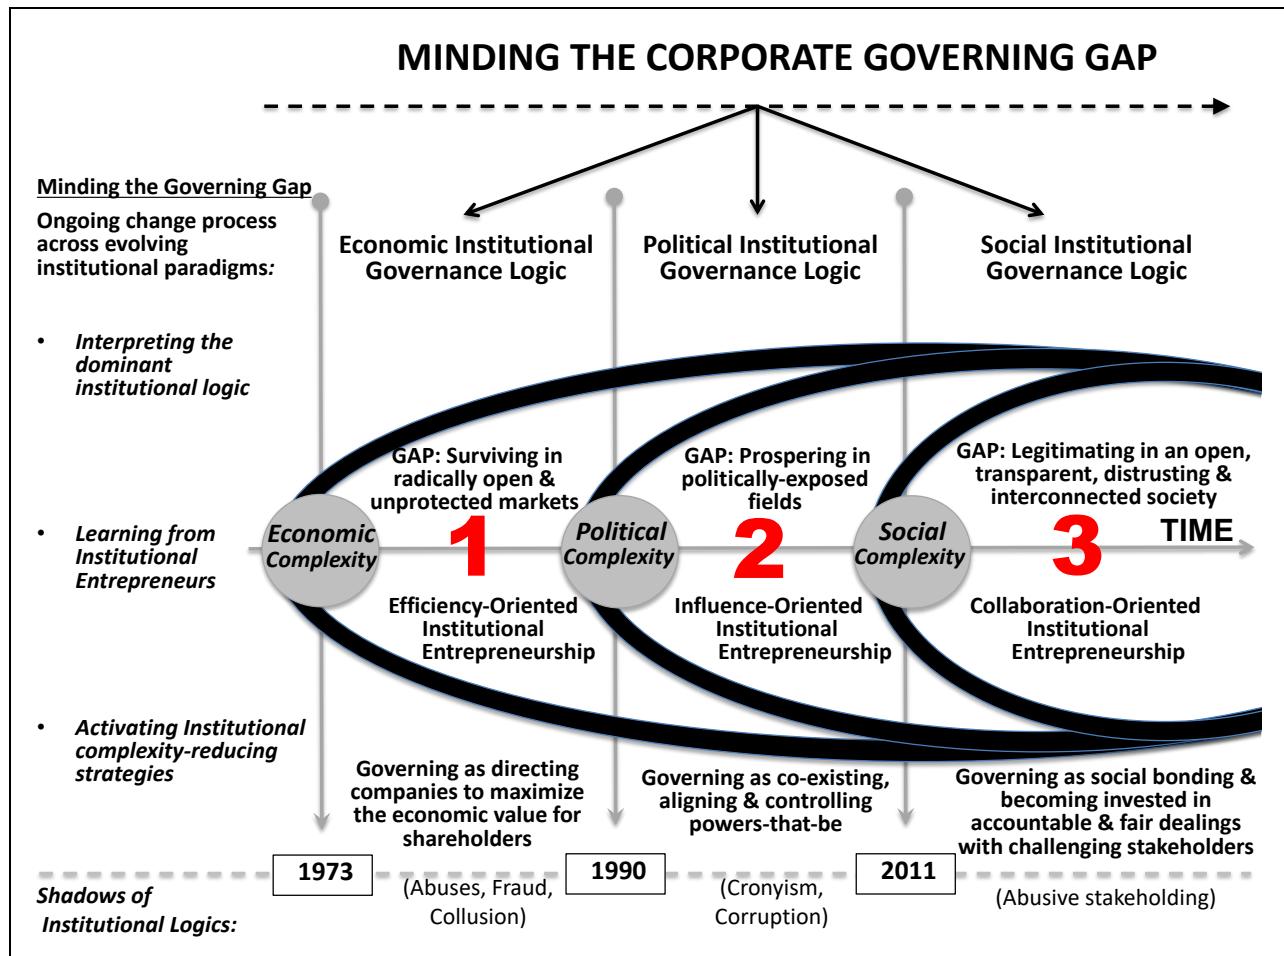 MINDING THE CORPORATE GOVERNING GAP
Minding the Governing Gap
Ongoing change process
across evolving
institutional paradigms:
Economic Institutional
Governance Logic
Political Institutional
Governance Logic
Social Institutional
Governance Logic
• Interpreting the
dominant
institutional logic
GAP: Surviving in
radically open &
unprotected markets
GAP: Prospering in
politically-exposed
fields
GAP: Legitimating in an open,
transparent, distrusting &
interconnected society
• Learning from
Institutional
Entrepreneurs
Economic
Complexity
1
Political
Complexity
2
Social
Complexity
3
TIME
Efficiency-Oriented
Institutional
Entrepreneurship
Influence-Oriented
Institutional
Entrepreneurship
Collaboration-Oriented
Institutional
Entrepreneurship
• Activating Institutional
complexity-reducing
strategies
Governing as directing
companies to maximize
the economic value for
shareholders
Governing as co-existing,
aligning & controlling
powers-that-be
Governing as social bonding &
becoming invested in
accountable & fair dealings
with challenging stakeholders
1973
1990
2011
Shadows of
Institutional Logics:
(Abuses, Fraud,
Collusion)
(Cronyism,
Corruption)
(Abusive stakeholding)